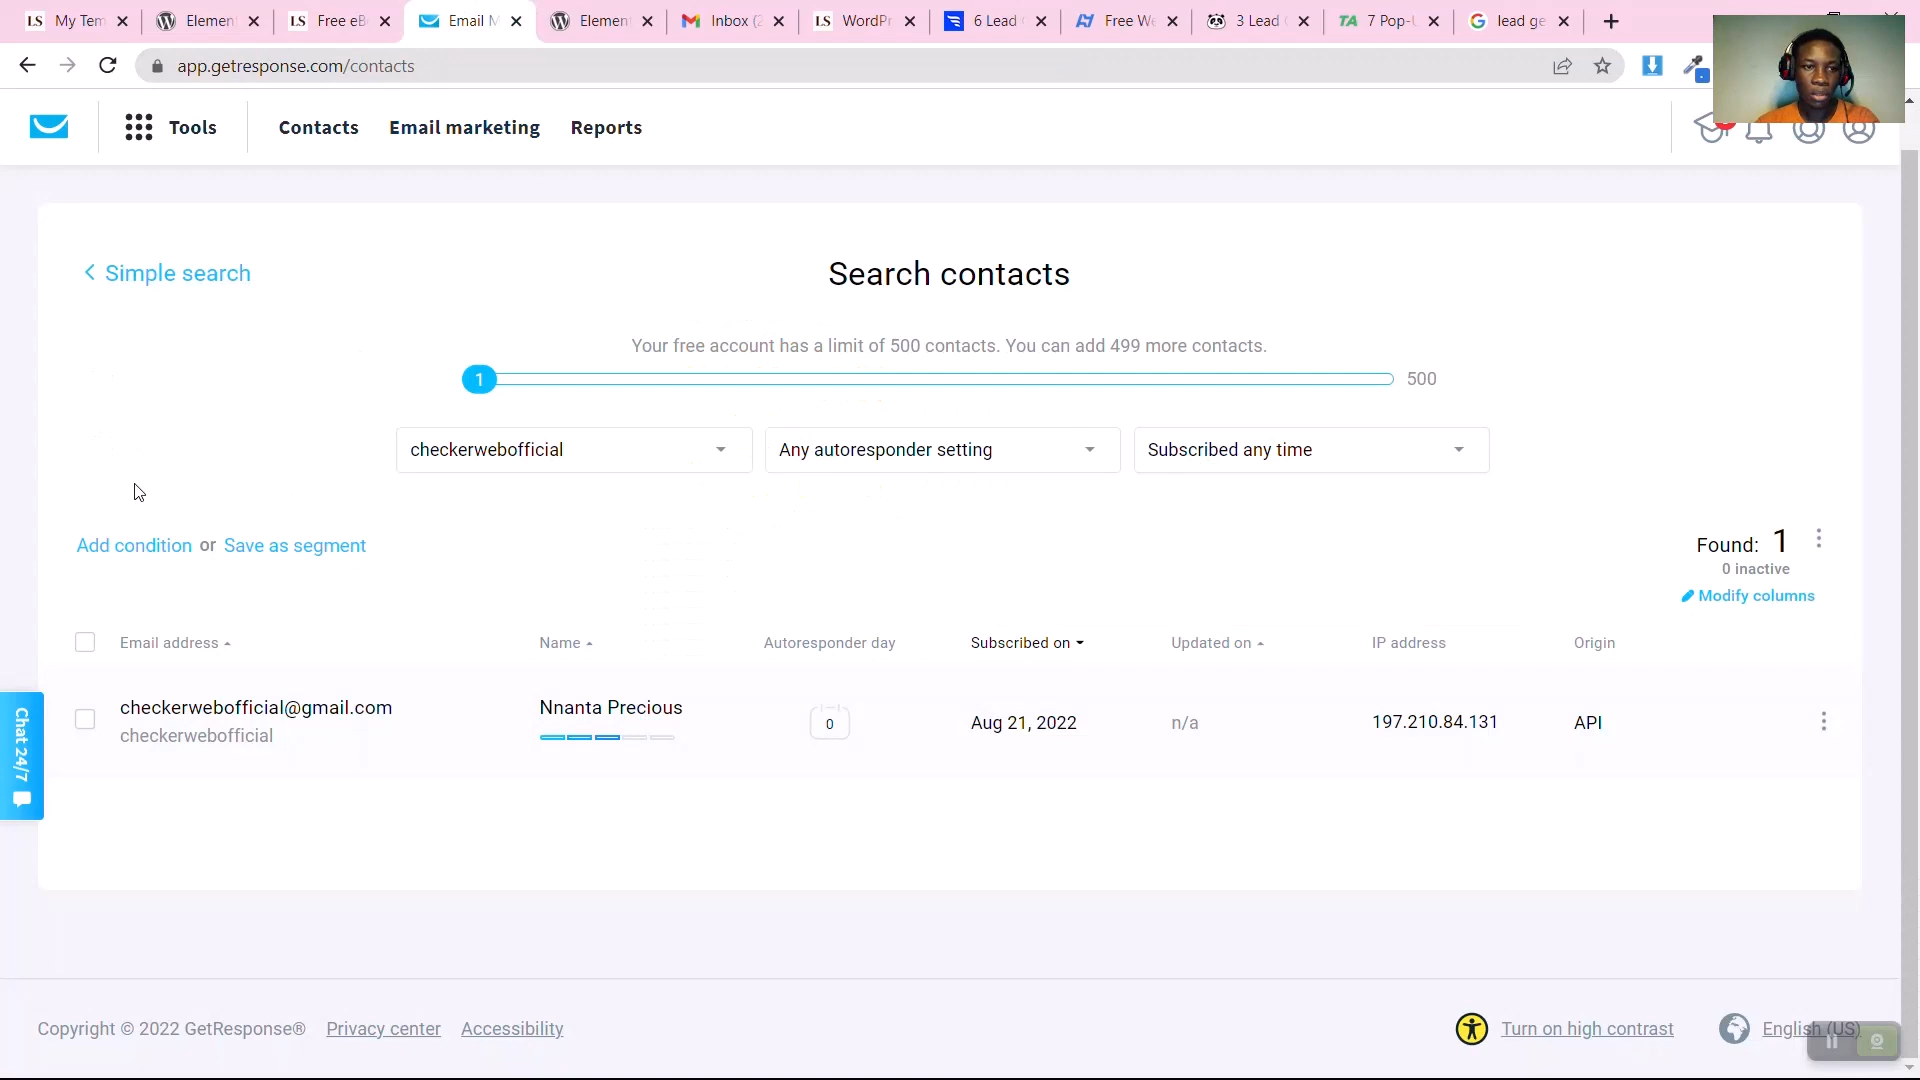 LS My Tem
Elemen
LS Free eB
Email M
Elemen
Inbox (2
LS WordPr
6 Lead
Free We
3 Lead
TA 7 Pop-U
lead ge
app.getresponse.com/contacts
Tools
Contacts
Email marketing
Reports
Simple search
Search contacts
Your free account has a limit of 500 contacts. You can add 499 more contacts.
1
500
checkerwebofficial
Any autoresponder setting
Subscribed any time
Add condition or Save as segment
Found: 1
0 inactive
Modify columns
Email address
Name
Autoresponder day
Subscribed on
Updated on
IP address
Origin
checkerwebofficial@gmail.com
checkerwebofficial
Nnanta Precious
0
Aug 21, 2022
n/a
197.210.84.131
API
Chat 24/7
Copyright © 2022 GetResponse®
Privacy center
Accessibility
Turn on high contrast
English (US)